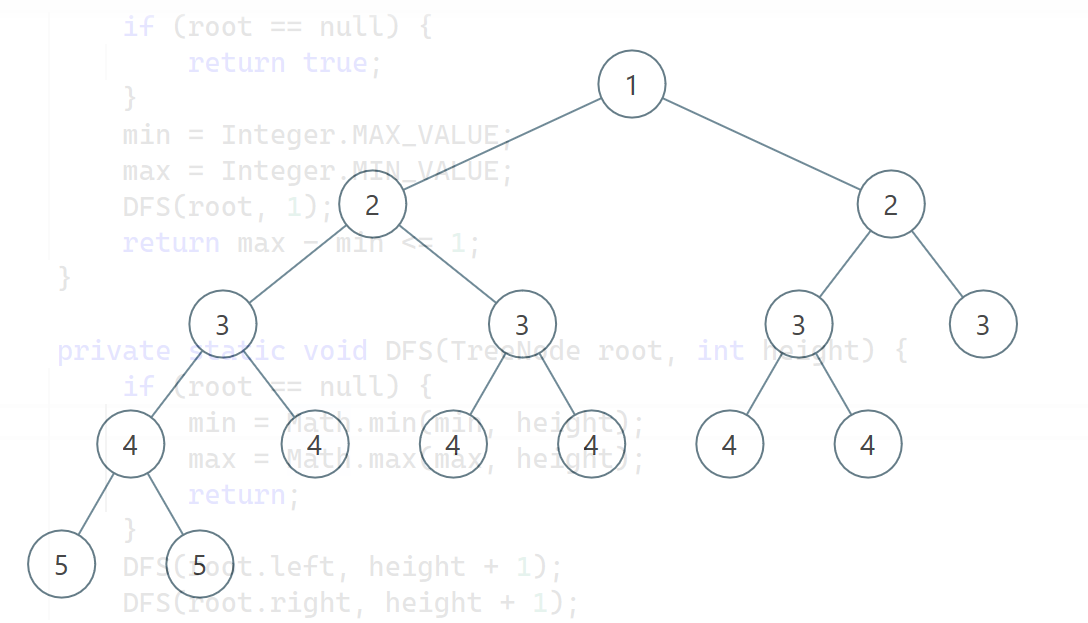 if (root == null) {
return true;
}
min = Integer.MAX_VALUE;
max = Integer.MIN_VALUE;
DFS(root, 1);
return max - min <= 1;
}
private static void DFS(TreeNode root, int height) {
if (root == null) {
min = Math.min(min, height);
max = Math.max(max, height);
return;
}
DFS(root.left, height + 1);
DFS(root.right, height + 1);
1
2 2
3 3 3 3
4 4 4 4 4 4
5 5